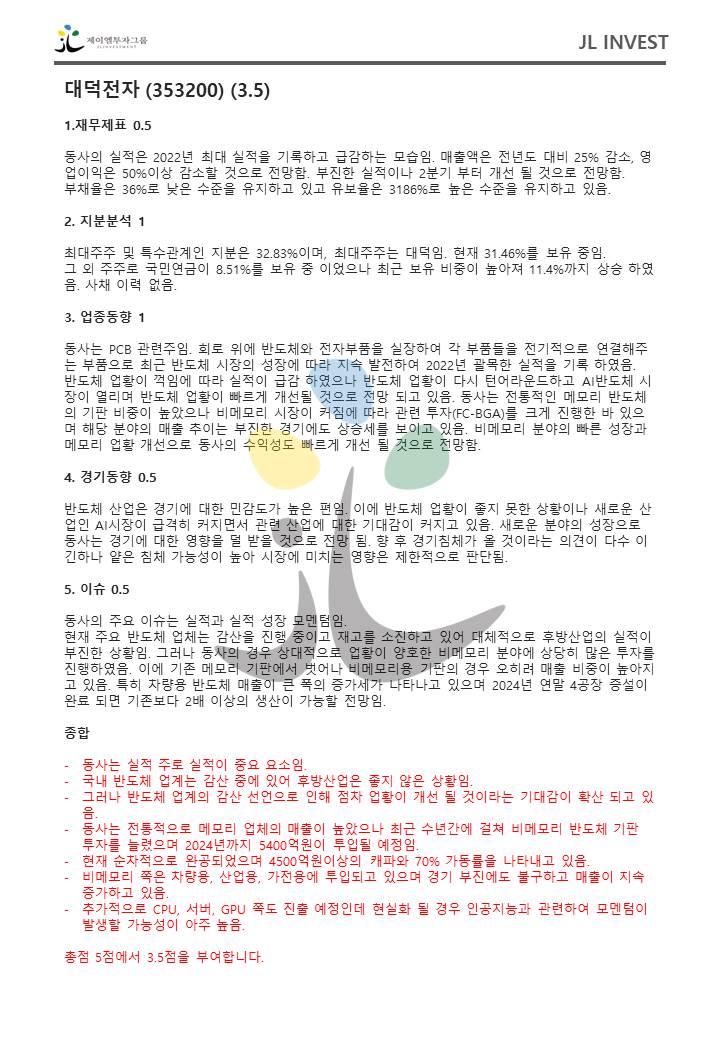 제이엘투자그룹
JL INVESTMENT
JL INVEST
대덕전자 (353200) (3.5)
1.재무제표 0.5
동사의 실적은 2022년 최대 실적을 기록하고 급감하는 모습임. 매출액은 전년도 대비 25% 감소, 영
업이익은 50%이상 감소할 것으로 전망함. 부진한 실적이나 2분기 부터 개선 될 것으로 전망함.
부채율은 36%로 낮은 수준을 유지하고 있고 유보율은 3186%로 높은 수준을 유지하고 있음.
2. 지분분석 1
최대주주 및 특수관계인 지분은 32.83%이며, 최대주주는 대덕임. 현재 31.46%를 보유 중임.
그 외 주주로 국민연금이 8.51%를 보유 중 이었으나 최근 보유 비중이 높아져 11.4%까지 상승 하였
음. 사채 이력 없음.
3. 업종동향 1
동사는 PCB 관련주임. 회로 위에 반도체와 전자부품을 실장하여 각 부품들을 전기적으로 연결해주
는 부품으로 최근 반도체 시장의 성장에 따라 지속 발전하여 2022년 괄목한 실적을 기록 하였음.
반도체 업황이 꺽임에 따라 실적이 급감 하였으나 반도체 업황이 다시 턴어라운드하고 AI반도체 시
장이 열리며 반도체 업황이 빠르게 개선될 것으로 전망 되고 있음. 동사는 전통적인 메모리 반도체
의 기판 비중이 높았으나 비메모리 시장이 커짐에 따라 관련 투자(FC-BGA)를 크게 진행한 바 있으
며 해당 분야의 매출 추이는 부진한 경기에도 상승세를 보이고 있음. 비메모리 분야의 빠른 성장과
메모리 업황 개선으로 동사의 수익성도 빠르게 개선 될 것으로 전망함.
4. 경기동향 0.5
반도체 산업은 경기에 대한 민감도가 높은 편임. 이에 반도체 업황이 좋지 못한 상황이나 새로운 산
업인 AI시장이 급격히 커지면서 관련 산업에 대한 기대감이 커지고 있음. 새로운 분야의 성장으로
동사는 경기에 대한 영향을 덜 받을 것으로 전망 됨. 향 후 경기침체가 올 것이라는 의견이 다수 이
긴하나 얕은 침체 가능성이 높아 시장에 미치는 영향은 제한적으로 판단됨.
5. 이슈 0.5
동사의 주요 이슈는 실적과 실적 성장 모멘텀임.
현재 주요 반도체 업체는 감산을 진행 중이고 재고를 소진하고 있어 대체적으로 후방산업의 실적이
부진한 상황임. 그러나 동사의 경우 상대적으로 업황이 양호한 비메모리 분야에 상당히 많은 투자를
진행하였음. 이에 기존 메모리 기판에서 벗어나 비메모리용 기판의 경우 오히려 매출 비중이 높아지
고 있음. 특히 차량용 반도체 매출이 큰 폭의 증가세가 나타나고 있으며 2024년 연말 4공장 증설이
완료 되면 기존보다 2배 이상의 생산이 가능할 전망임.
종합
- 동사는 실적 주로 실적이 중요 요소임.
- 국내 반도체 업계는 감산 중에 있어 후방산업은 좋지 않은 상황임.
- 그러나 반도체 업계의 감산 선언으로 인해 점차 업황이 개선 될 것이라는 기대감이 확산 되고 있
음.
- 동사는 전통적으로 메모리 업체의 매출이 높았으나 최근 수년간에 걸쳐 비메모리 반도체 기판
투자를 늘렸으며 2024년까지 5400억원이 투입될 예정임.
- 현재 순차적으로 완공되었으며 4500억원이상의 캐파와 70% 가동률을 나타내고 있음.
- 비메모리 쪽은 차량용, 산업용, 가전용에 투입되고 있으며 경기 부진에도 불구하고 매출이 지속
증가하고 있음.
- 추가적으로 CPU, 서버, GPU 쪽도 진출 예정인데 현실화 될 경우 인공지능과 관련하여 모멘텀이
발생할 가능성이 아주 높음.
총점 5점에서 3.5점을 부여합니다.